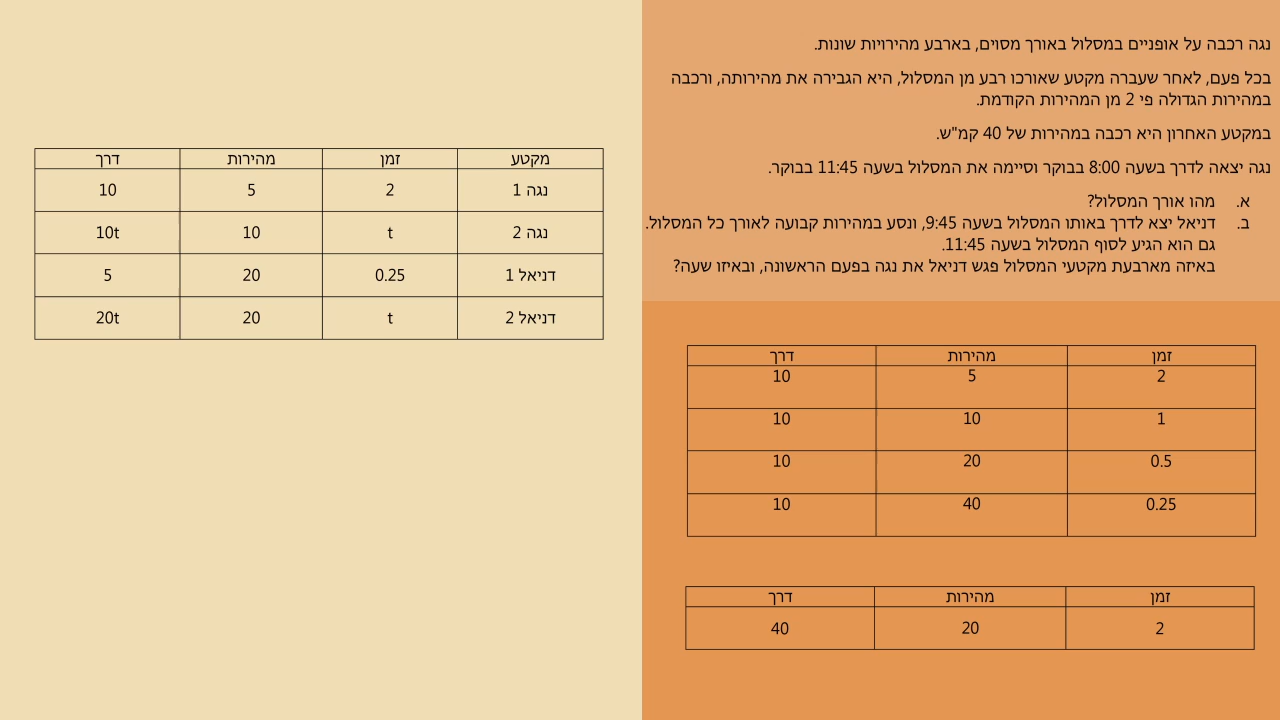 נגה רכבה על אופניים במסלול באורך מסוים, בארבע מהירויות שונות.
בכל פעם, לאחר שעברה מקטע שאורכו רבע מן המסלול, היא הגבירה את מהירותה, ורכבה
במהירות הגדולה פי 2 מן המהירות הקודמת.
במקטע האחרון היא רכבה במהירות של 40 קמ"ש.
נגה יצאה לדרך בשעה 8:00 בבוקר וסיימה את המסלול בשעה 11:45 בבוקר.
א. מהו אורך המסלול?
ב. דניאל יצא לדרך באותו המסלול בשעה 9:45, ונסע במהירות קבועה לאורך כל המסלול.
גם הוא הגיע לסוף המסלול בשעה 11:45.
באיזה מארבעת מקטעי המסלול פגש דניאל את נגה בפעם הראשונה, ובאיזו שעה?
זמן מהירות דרך
2 5 10
1 10 10
0.5 20 10
0.25 40 10
זמן מהירות דרך
2 20 40
מקטע זמן מהירות דרך
נגה 1 2 5 10
נגה 2 t 10 10t
דניאל 1 0.25 20 5
דניאל 2 t 20 20t